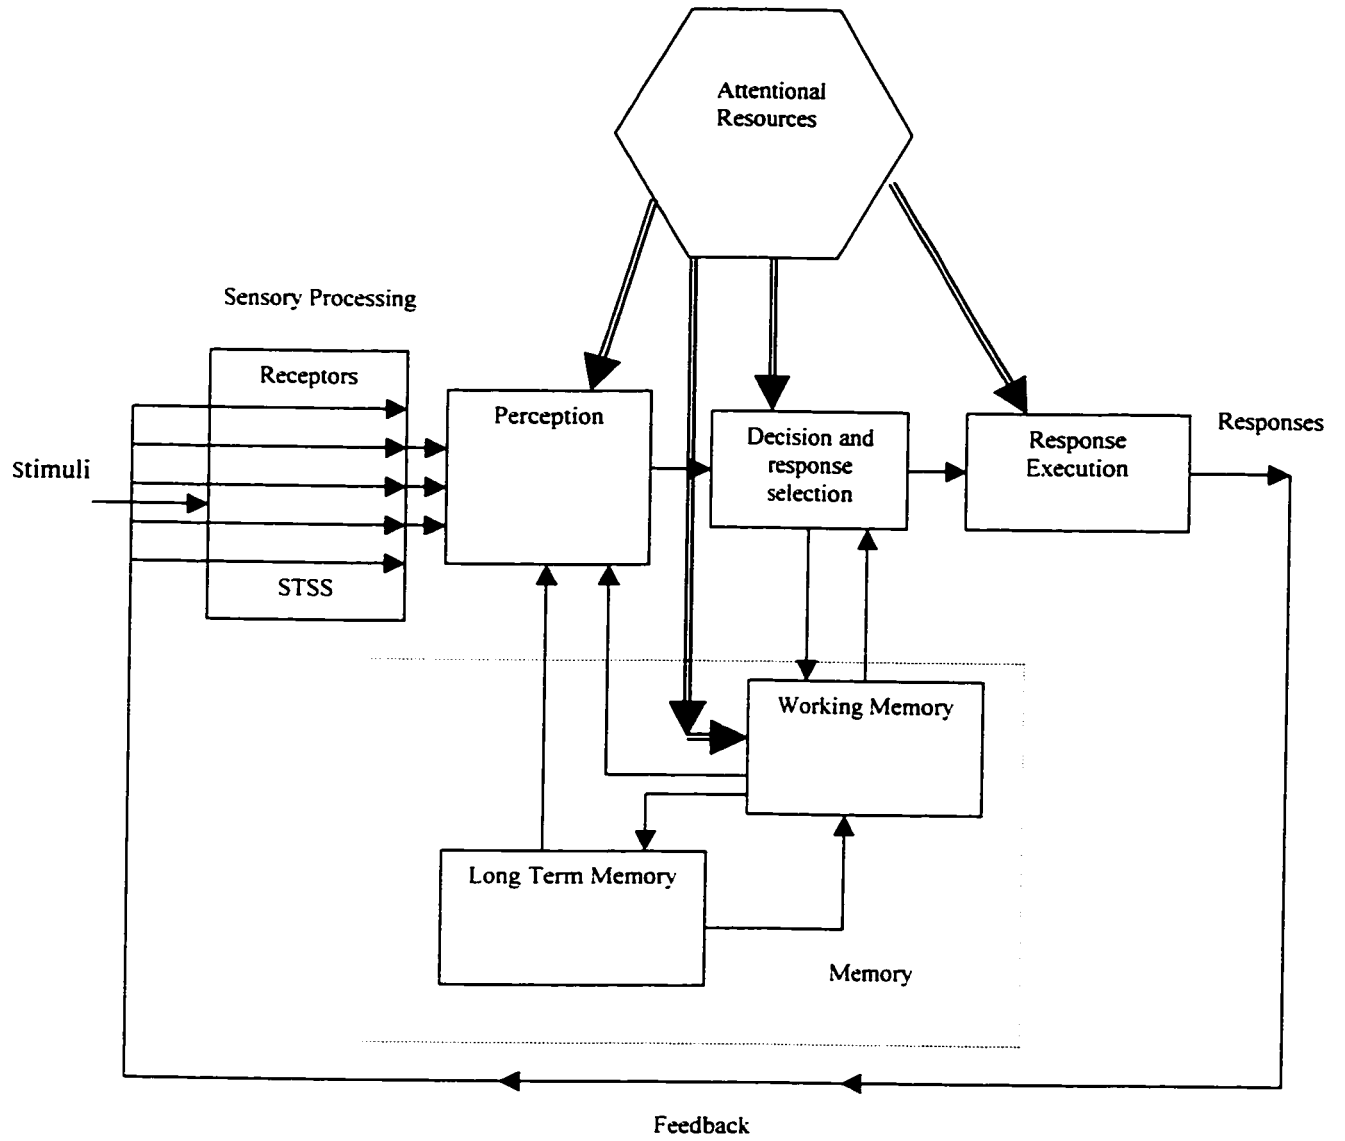 Attentional
Resources
Sensory Processing
Receptors
Perception
Decision and
response
selection
Response
Execution
Responses
Stimuli
STSS
Working Memory
Long Term Memory
Memory
Feedback